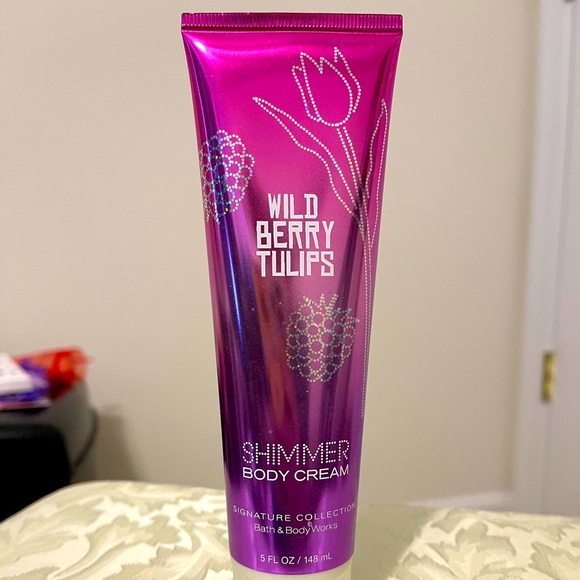 WILD
BERRY
TULIPS
SHIMMER
BODY CREAM
SIGNATURE COLLECTION
Bath & Body Works
5 FL OZ / 148 mL